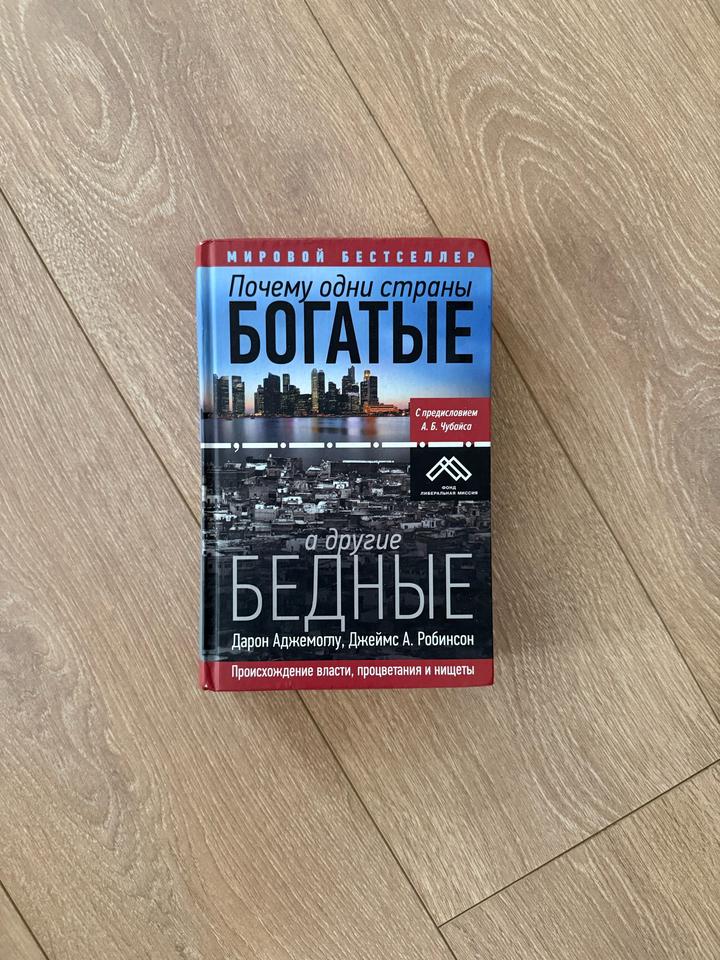 МИРОВОЙ БЕСТСЕЛЛЕР
Почему одни страны
БОГАТЫЕ
С предисловием
А. Б. Чубайса
,
ФОНД
ЛИБЕРАЛЬНАЯ МИССИЯ
а другие
БЕДНЫЕ
Дарон Аджемоглу, Джеймс А. Робинсон
Происхождение власти, процветания и нищеты